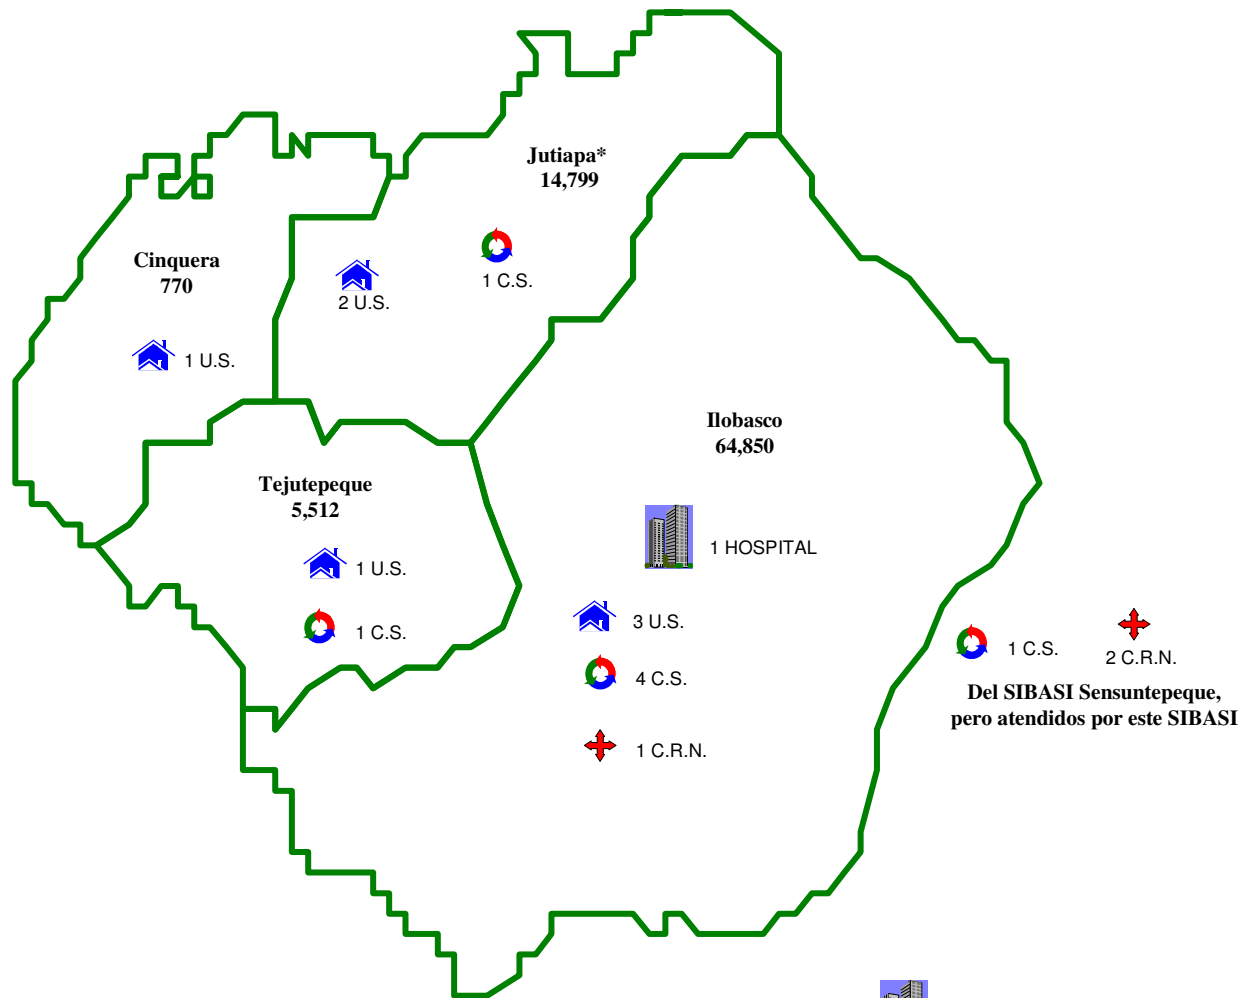 Jutiapa*
14,799
Cinquera
770
1 C.S.
2 U.S.
1 U.S.
Ilobasco
64,850
Tejutepeque
5,512
1 HOSPITAL
1 U.S.
1 C.S.
3 U.S.
4 C.S.
1 C.R.N.
1 C.S.
2 C.R.N.
Del SIBASI Sensuntepeque,
pero atendidos por este SIBASI